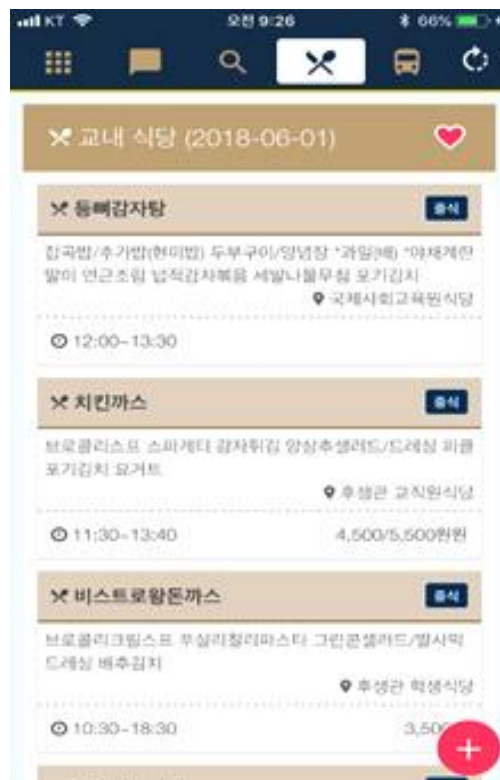 KT 오전 9:26 66%
교내 식당 (2018-06-01)
등뼈감자탕 중식
잡곡밥/추가밥(현미밥) 두부구이/양념장 *과일(배) *야채계란
말이 연근조림 넙적감자볶음 세발나물무침 포기김치
국제사회교육원식당
12:00~13:30
치킨까스 중식
브로콜리스프 스파게티 감자튀김 양상추샐러드/드레싱 피클
포기김치 요거트
후생관 교직원식당
11:30~13:40 4,500/5,500원원
비스트로왕돈까스 중식
브로콜리크림스프 푸실리칠리파스타 그린콘샐러드/발사믹
드레싱 배추김치
후생관 학생식당
10:30~18:30 3,50